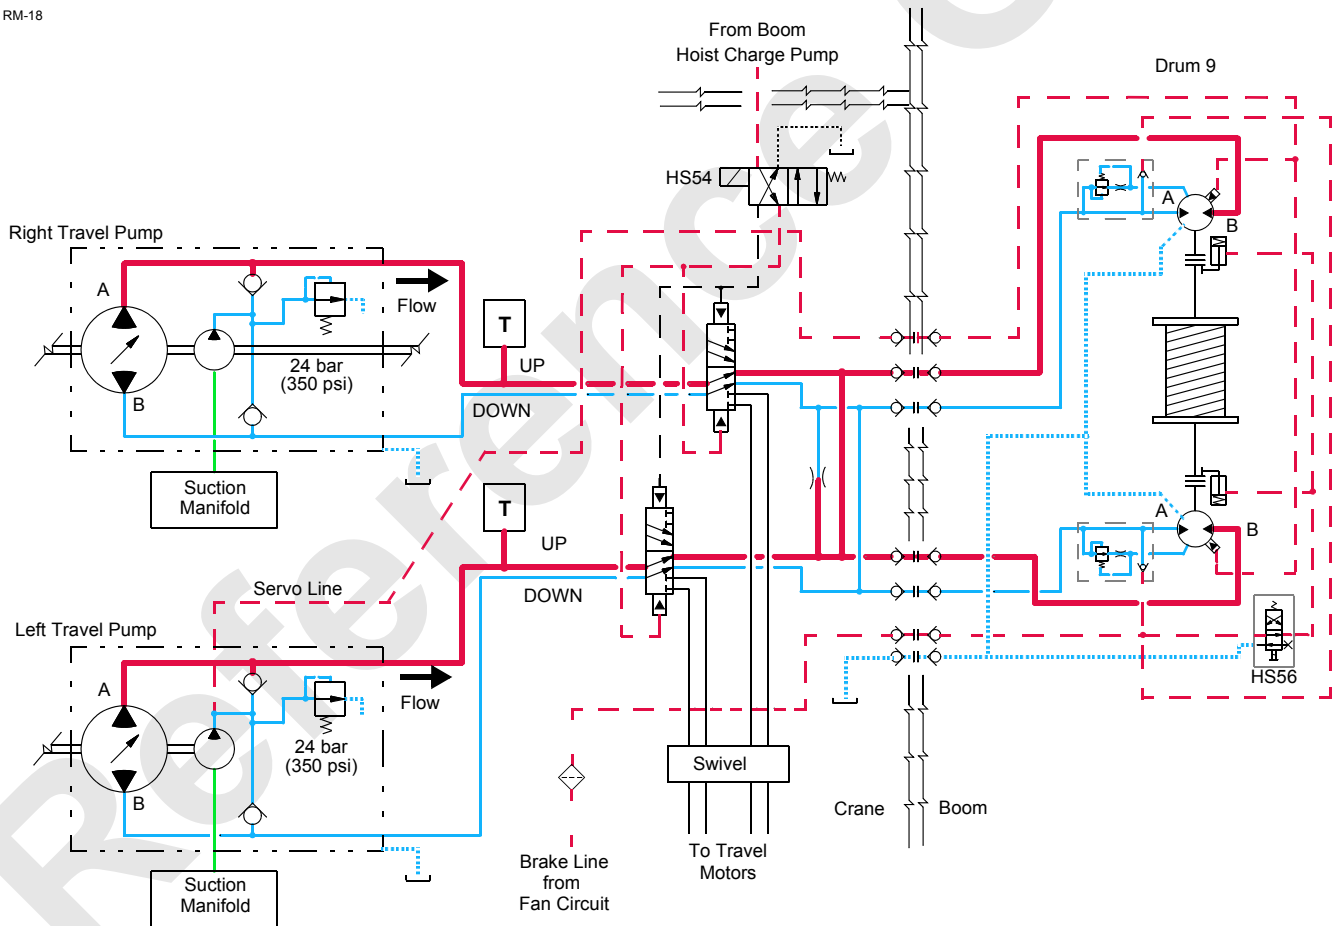 RM-18
From Boom
Hoist Charge Pump
Drum 9
HS54
A
B
Right Travel Pump
A
Flow
T
24 bar
(350 psi)
UP
B
DOWN
Suction
Manifold
T
A
B
UP
Servo Line
DOWN
Left Travel Pump
A
Flow
HS56
24 bar
(350 psi)
Swivel
B
Crane
Boom
To Travel
Motors
Brake Line
from
Fan Circuit
Suction
Manifold
Reference O